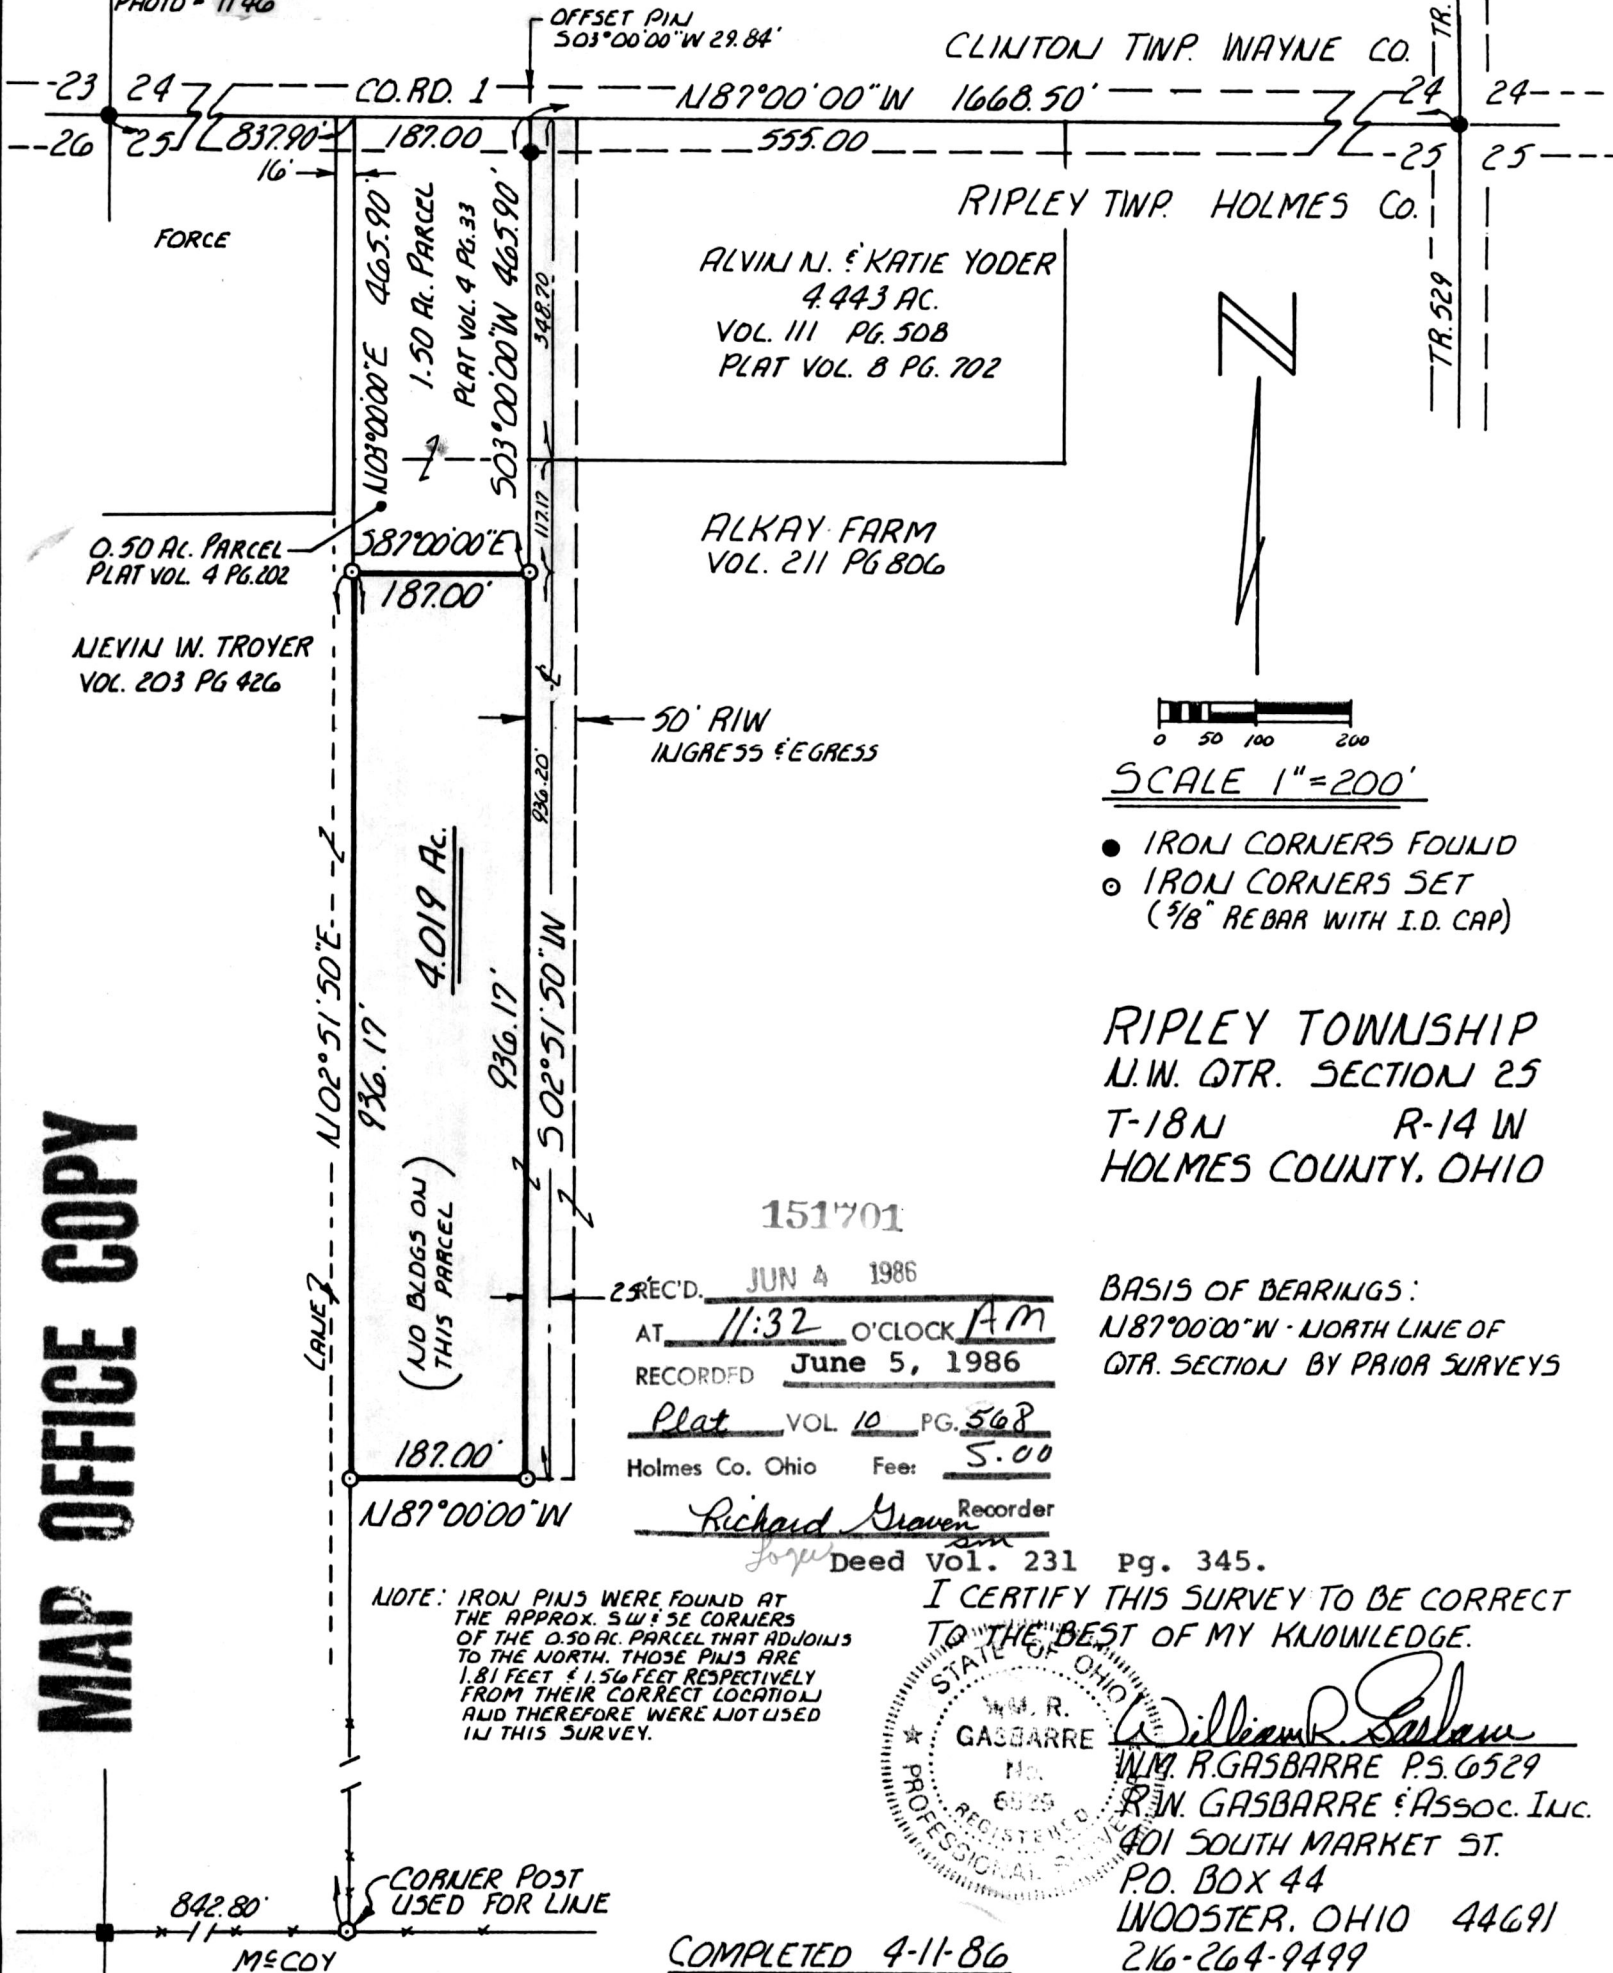 PHOTO - 1146
OFFSET PIN
S03°00'00"W 29.84'
CLINTON TWP. WAYNE CO.
TR.
23 24
CO.RD. 1
N87°00'00"W 1668.50'
24 24
26 25
837.90'
187.00
555.00
25 25
16'
RIPLEY TWP. HOLMES CO.
FORCE
N03°00'00"E 465.90'
1.50 AC. PARCEL
PLAT VOL. 4 PG. 33
S03°00'00"W 465.90'
348.70
117.17
ALVIN N. & KATIE YODER
4.443 AC.
VOL. 111 PG. 508
PLAT VOL. 8 PG. 702
TR. 529
N
0.50 AC. PARCEL
PLAT VOL. 4 PG. 202
S87°00'00"E
187.00'
ALKAY FARM
VOL. 211 PG 806
NEVIN W. TROYER
VOL. 203 PG 426
50' R/W
INGRESS & EGRESS
936.20'
0 50 100 200
SCALE 1"=200'
IRON CORNERS FOUND
IRON CORNERS SET
(5/8" REBAR WITH I.D. CAP)
4.019 AC.
N02°51'50"E
936.17'
936.17'
S02°51'50"W
RIPLEY TOWNSHIP
N.W. QTR. SECTION 25
T-18N R-14 W
HOLMES COUNTY, OHIO
MAP OFFICE COPY
LANE
(NO BLDGS ON
THIS PARCEL)
25'
151701
REC'D. JUN 4 1986
AT 11:32 O'CLOCK AM
RECORDED June 5, 1986
Plat VOL. 10 PG. 568
Holmes Co. Ohio Fee: 5.00
Richard Graven Recorder
sm
Deed Vol. 231 Pg. 345.
BASIS OF BEARINGS:
N87°00'00"W - NORTH LINE OF
QTR. SECTION BY PRIOR SURVEYS
187.00'
N87°00'00"W
NOTE: IRON PINS WERE FOUND AT
THE APPROX. SW & SE CORNERS
OF THE 0.50 AC. PARCEL THAT ADJOINS
TO THE NORTH. THOSE PINS ARE
1.81 FEET & 1.56 FEET RESPECTIVELY
FROM THEIR CORRECT LOCATION
AND THEREFORE WERE NOT USED
IN THIS SURVEY.
I CERTIFY THIS SURVEY TO BE CORRECT
TO THE BEST OF MY KNOWLEDGE.
STATE OF OHIO
WM. R.
GASBARRE
No.
6529
REGISTERED
PROFESSIONAL SURVEYOR
William R. Gasbarre
WM. R. GASBARRE P.S. 6529
R.W. GASBARRE & ASSOC. INC.
401 SOUTH MARKET ST.
P.O. BOX 44
WOOSTER, OHIO 44691
216-264-9499
CORNER POST
USED FOR LINE
842.80'
McCOY
COMPLETED 4-11-86